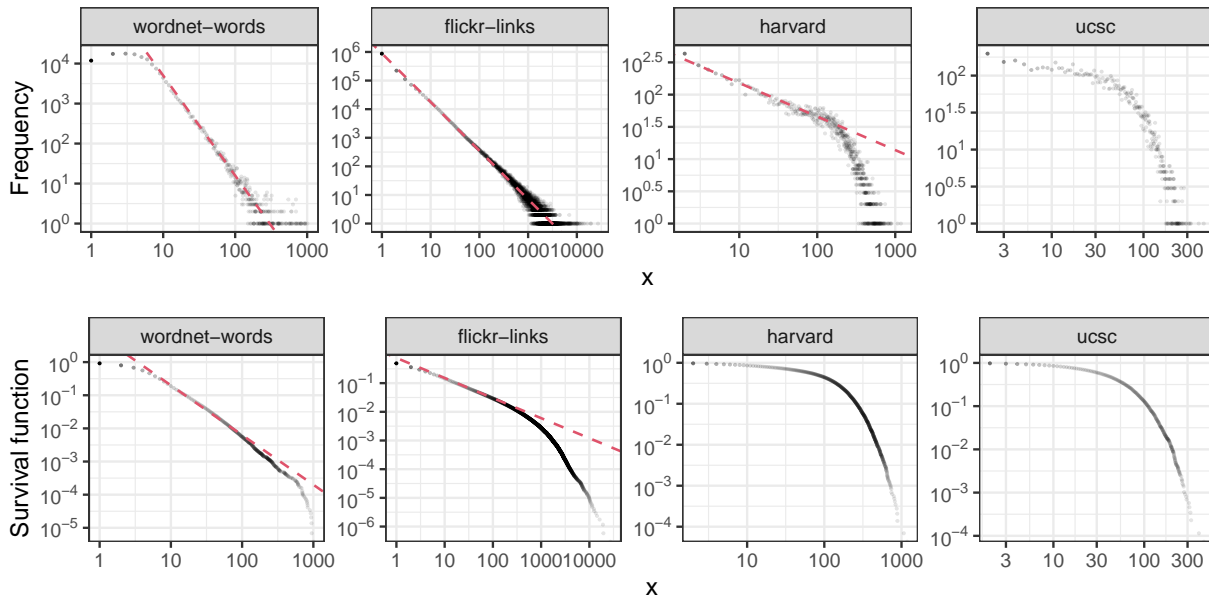 wordnet−words flickr−links harvard ucsc
Frequency
10^4 10^3 10^2 10^1 10^0
1 10 100 1000
10^6 10^5 10^4 10^3 10^2 10^1 10^0
1 10 100 1000 10000
10^2.5 10^2 10^1.5 10^1 10^0.5 10^0
10 100 1000
10^2 10^1.5 10^1 10^0.5 10^0
3 10 30 100 300
x
wordnet−words flickr−links harvard ucsc
Survival function
10^0 10^−1 10^−2 10^−3 10^−4 10^−5
1 10 100 1000
10^−1 10^−2 10^−3 10^−4 10^−5 10^−6
1 10 100 1000 10000
10^0 10^−1 10^−2 10^−3 10^−4
10 100 1000
10^0 10^−1 10^−2 10^−3 10^−4
3 10 30 100 300
x